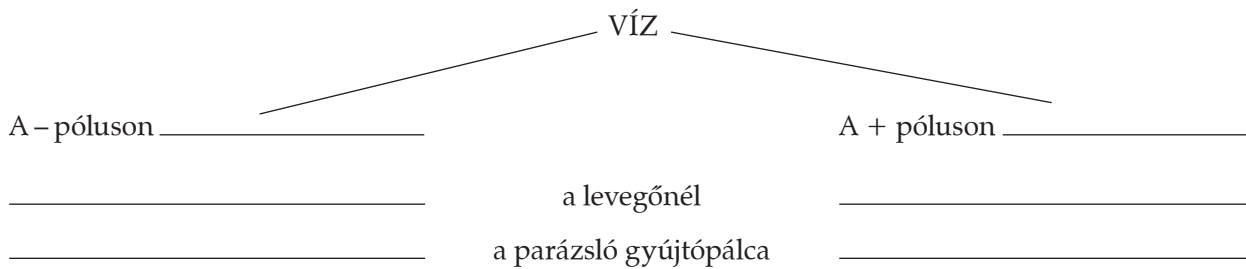 VÍZ
A – póluson A + póluson
a levegőnél
a parázsló gyújtópálca